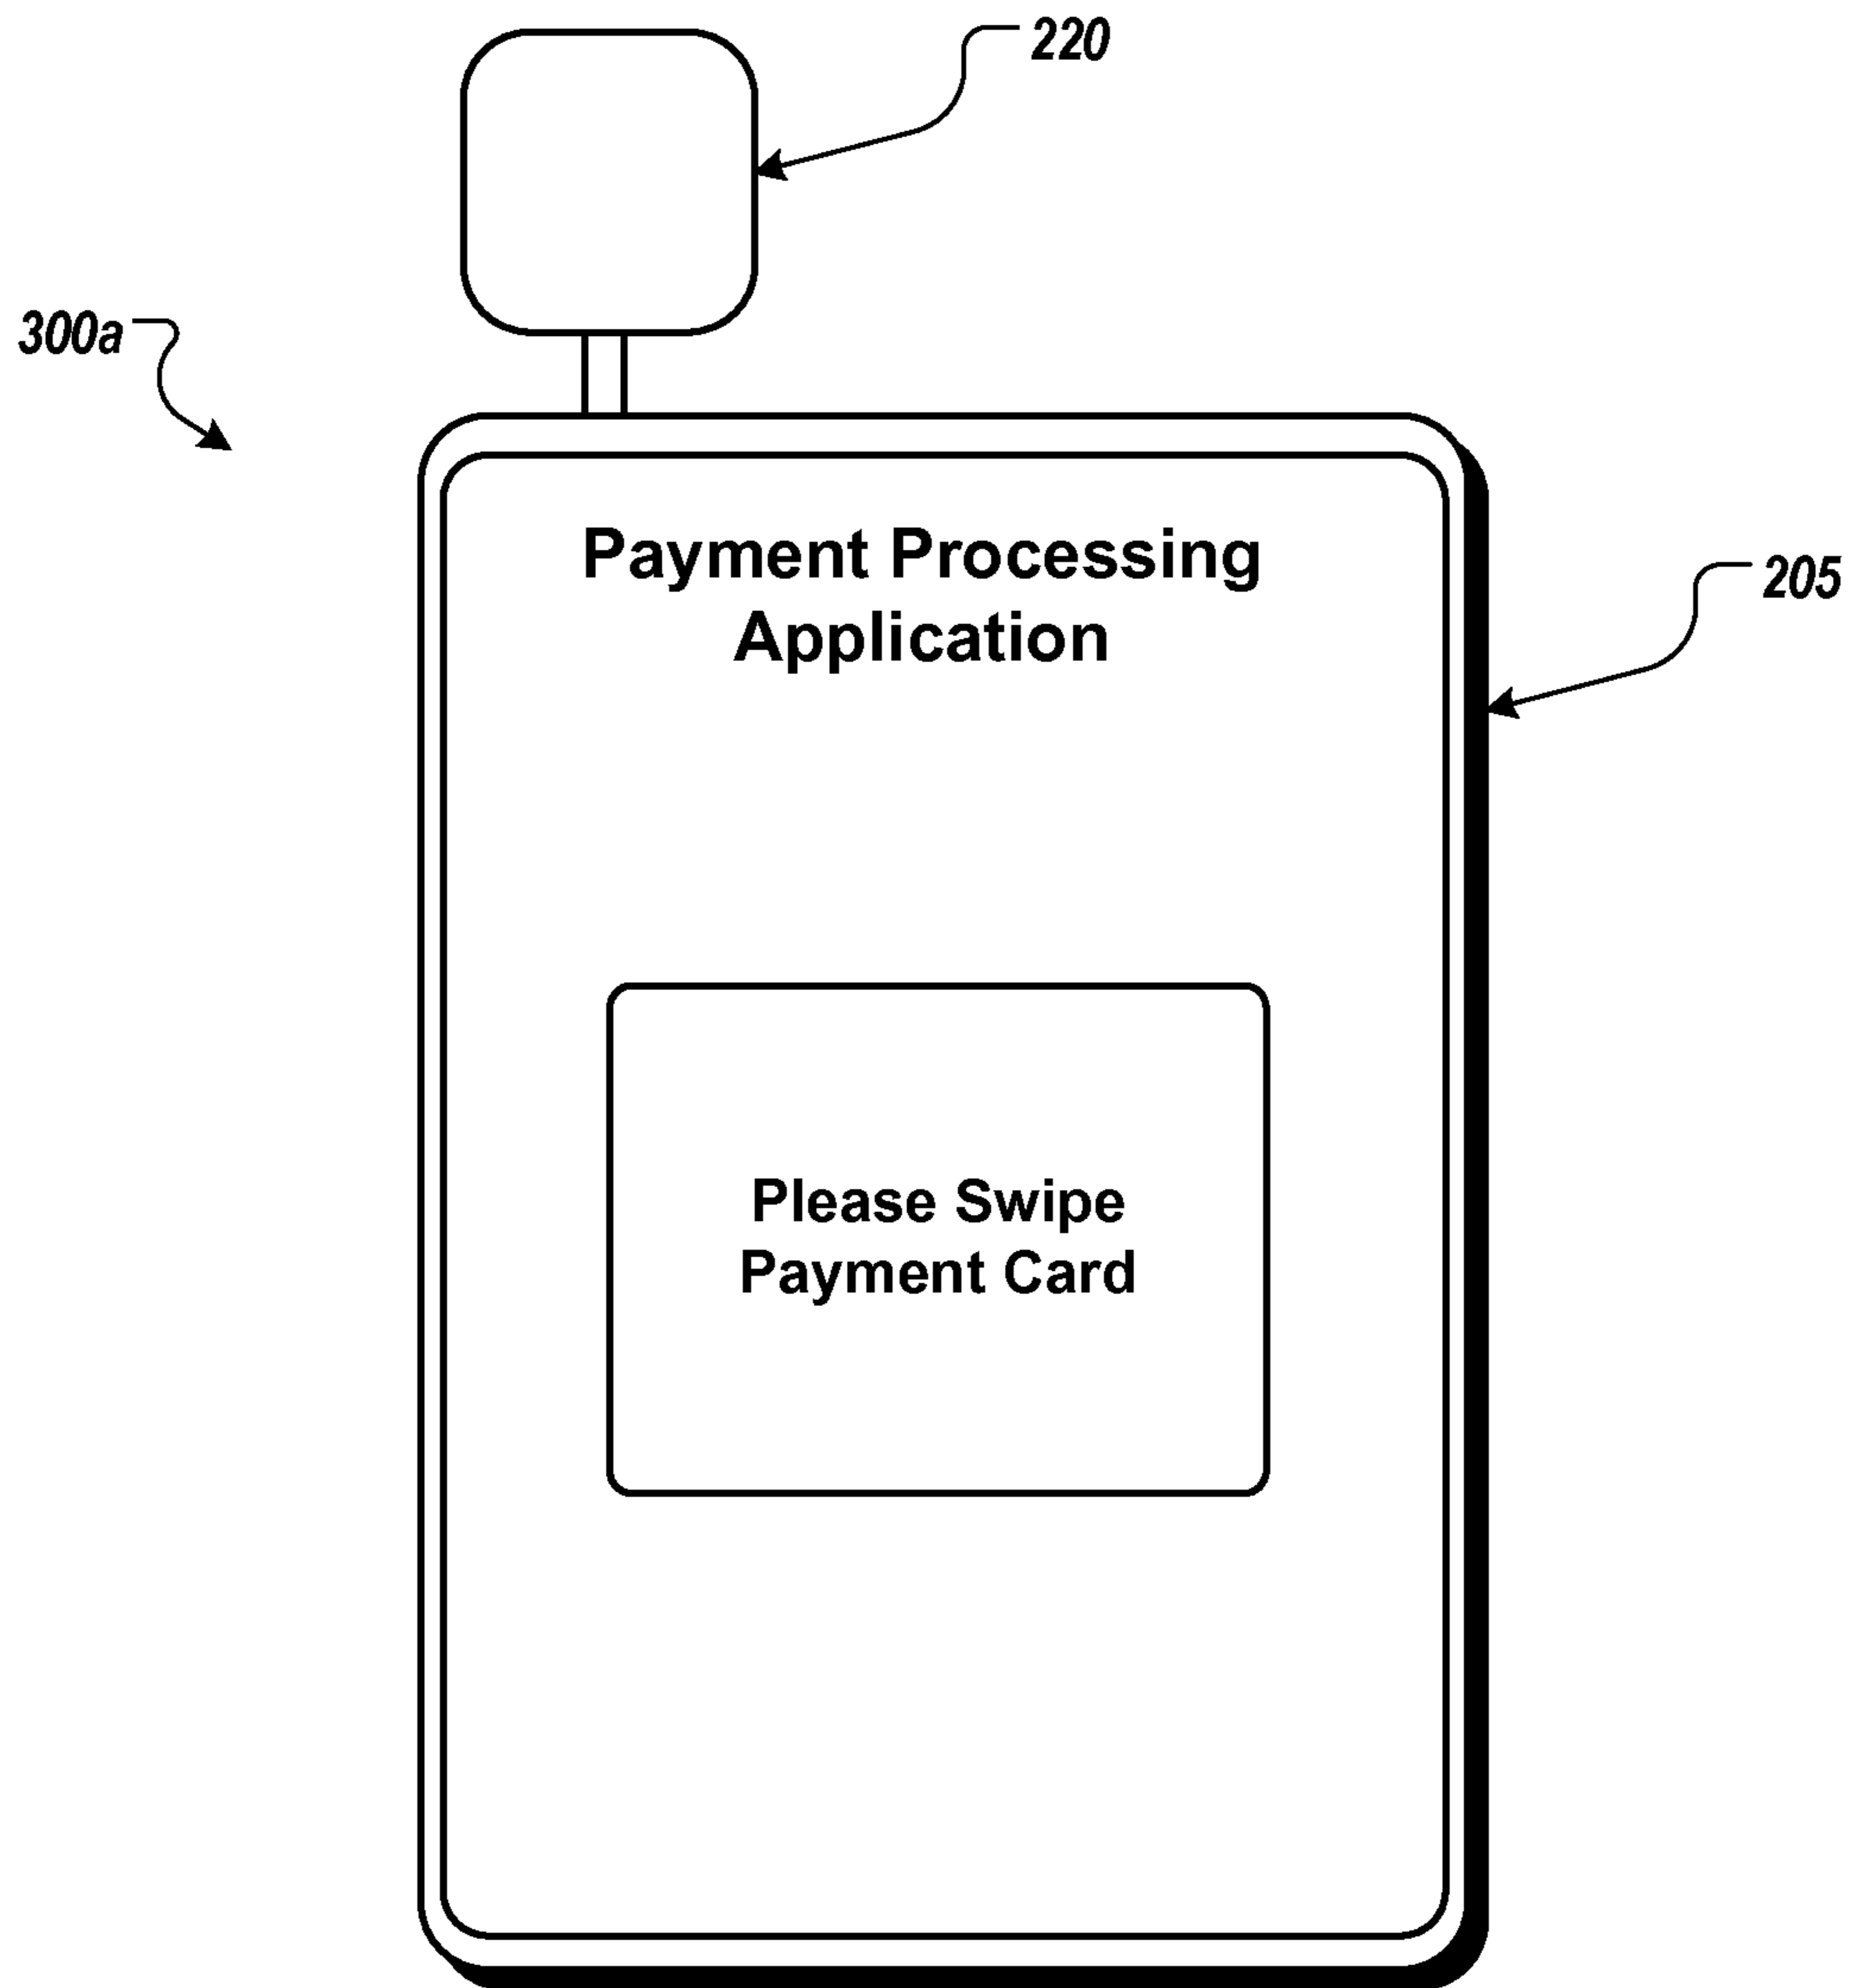 220
300a
Payment Processing
Application
205
Please Swipe
Payment Card